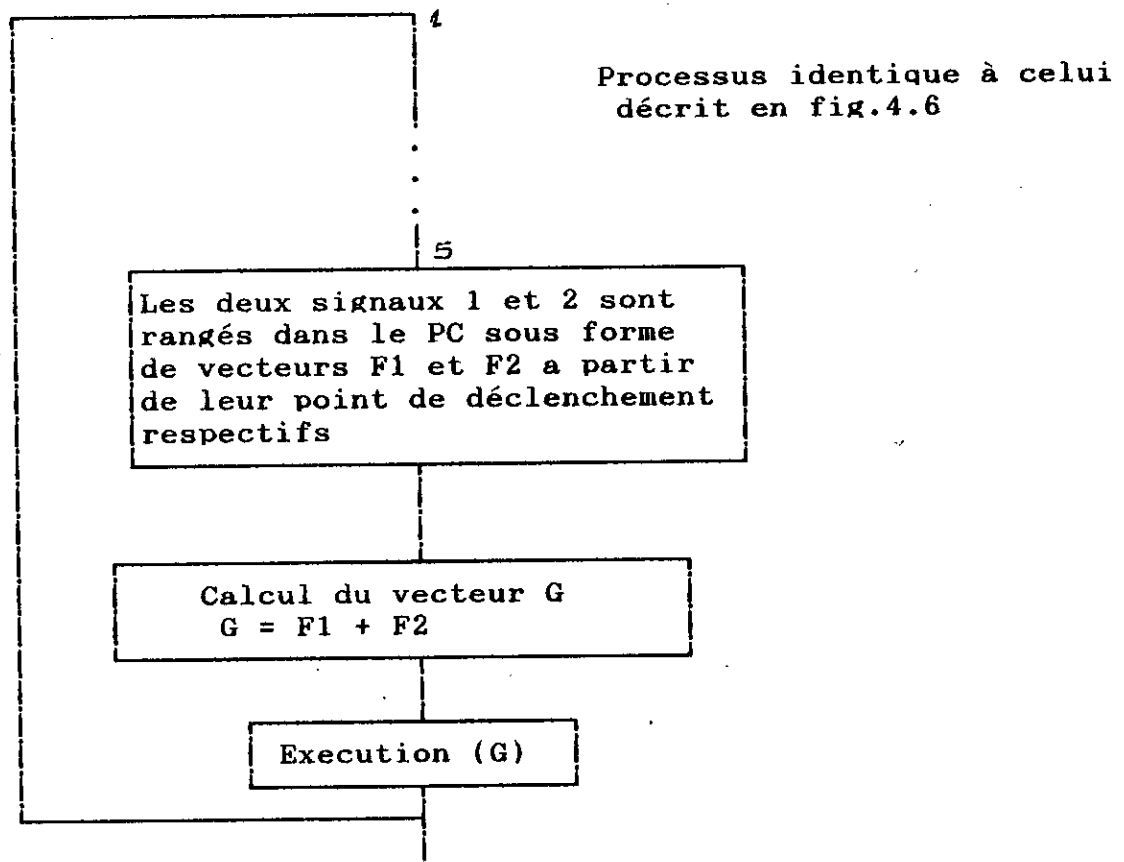 1
Processus identique à celui
décrit en fig.4.6
5
Les deux signaux 1 et 2 sont
rangés dans le PC sous forme
de vecteurs F1 et F2 a partir
de leur point de déclenchement
respectifs
Calcul du vecteur G
G = F1 + F2
Execution (G)